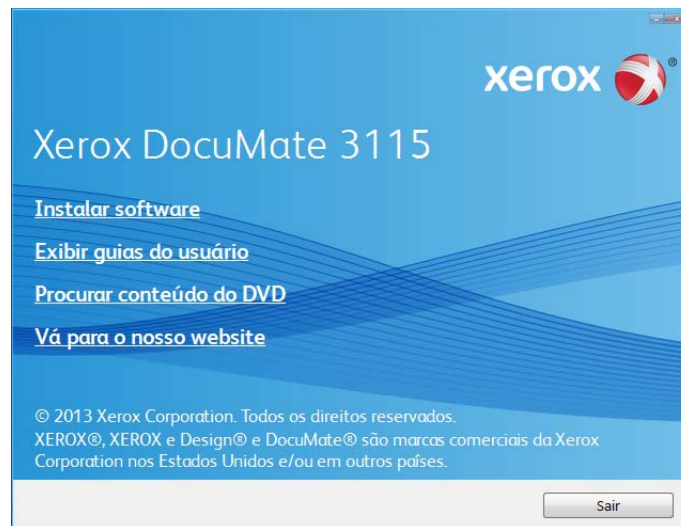 xerox ®
Xerox DocuMate 3115
Instalar software
Exibir guias do usuário
Procurar conteúdo do DVD
Vá para o nosso website
© 2013 Xerox Corporation. Todos os direitos reservados.
XEROX®, XEROX e Design® e DocuMate® são marcas comerciais da Xerox
Corporation nos Estados Unidos e/ou em outros países.
Sair